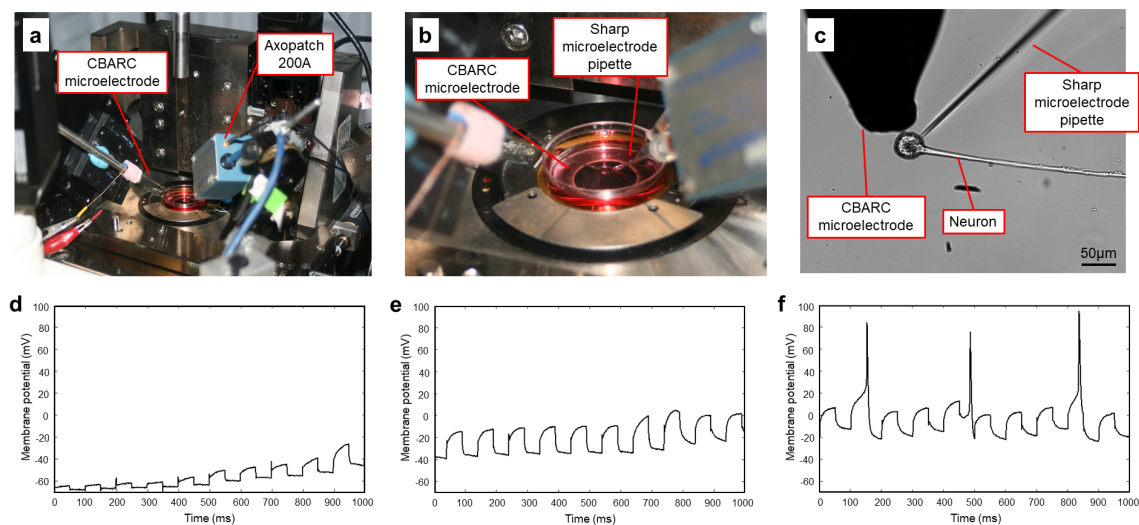 a
CBARC
microelectrode
Axopatch
200A
b
CBARC
microelectrode
Sharp
microelectrode
pipette
c
Sharp
microelectrode
pipette
CBARC
microelectrode
Neuron
50µm
d
Membrane potential (mV)
100
80
60
40
20
0
-20
-40
-60
0 100 200 300 400 500 600 700 800 900 1000
Time (ms)
e
Membrane potential (mV)
100
80
60
40
20
0
-20
-40
-60
0 100 200 300 400 500 600 700 800 900 1000
Time (ms)
f
Membrane potential (mV)
100
80
60
40
20
0
-20
-40
-60
0 100 200 300 400 500 600 700 800 900 1000
Time (ms)